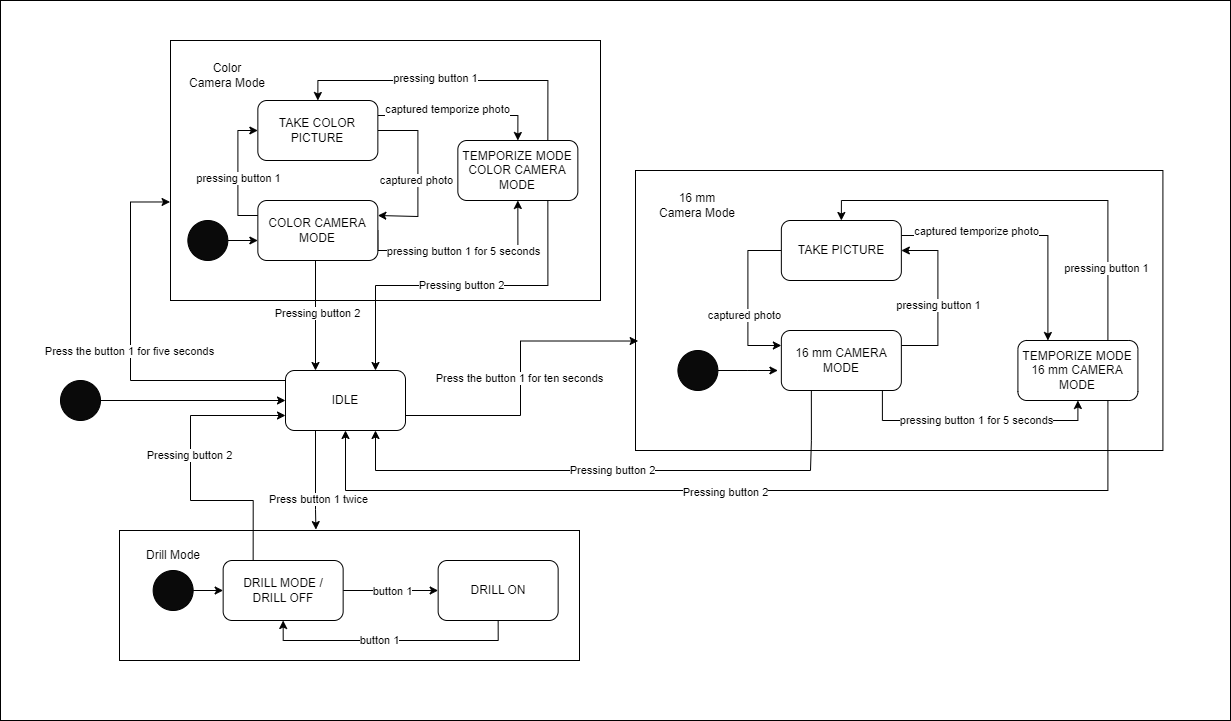 Color
Camera Mode
pressing button 1
TAKE COLOR
PICTURE
captured temporize photo
TEMPORIZE MODE
COLOR CAMERA
MODE
pressing button 1
captured photo
COLOR CAMERA
MODE
pressing button 1 for 5 seconds
Pressing button 2
Pressing button 2
16 mm
Camera Mode
TAKE PICTURE
captured temporize photo
pressing button 1
pressing button 1
captured photo
16 mm CAMERA
MODE
TEMPORIZE MODE
16 mm CAMERA
MODE
pressing button 1 for 5 seconds
Press the button 1 for five seconds
Press the button 1 for ten seconds
IDLE
Pressing button 2
Pressing button 2
Pressing button 2
Press button 1 twice
Drill Mode
DRILL MODE /
DRILL OFF
button 1
DRILL ON
button 1